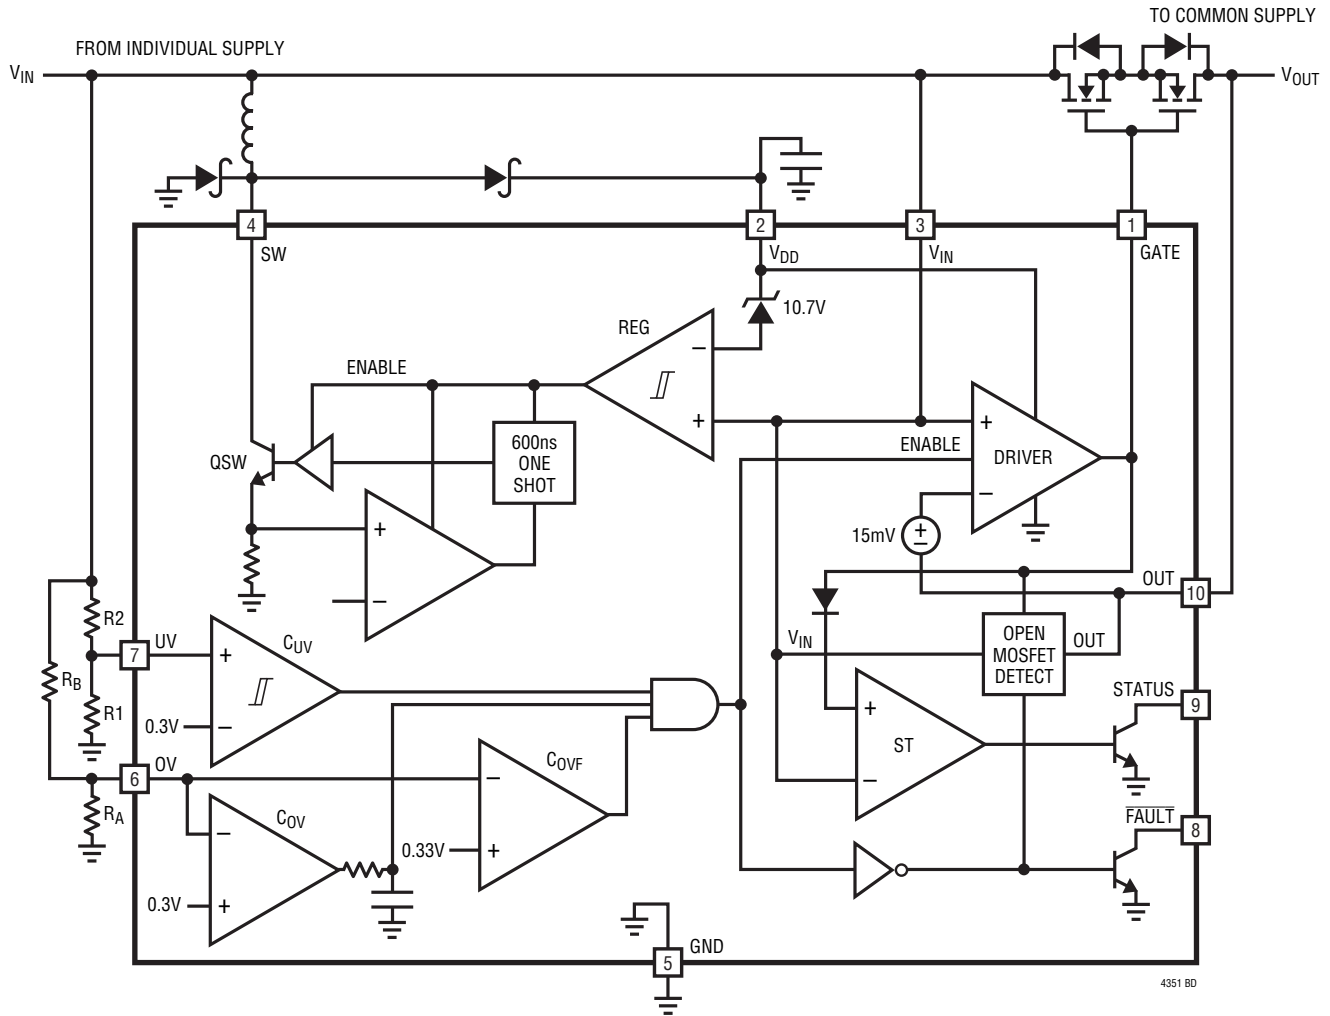 TO COMMON SUPPLY
FROM INDIVIDUAL SUPPLY
VIN
VOUT
4
2
3
1
SW
VDD
VIN
GATE
10.7V
REG
−
ENABLE
+
+
600ns
ONE
SHOT
ENABLE
QSW
DRIVER
−
+
15mV
+
−
−
OUT
10
R2
7
UV
CUV
+
VIN
OPEN
MOSFET
DETECT
OUT
RB
R1
0.3V
−
STATUS
9
+
ST
−
6
OV
COVF
−
RA
COV
−
FAULT
8
0.33V
+
0.3V
+
GND
5
4351 BD